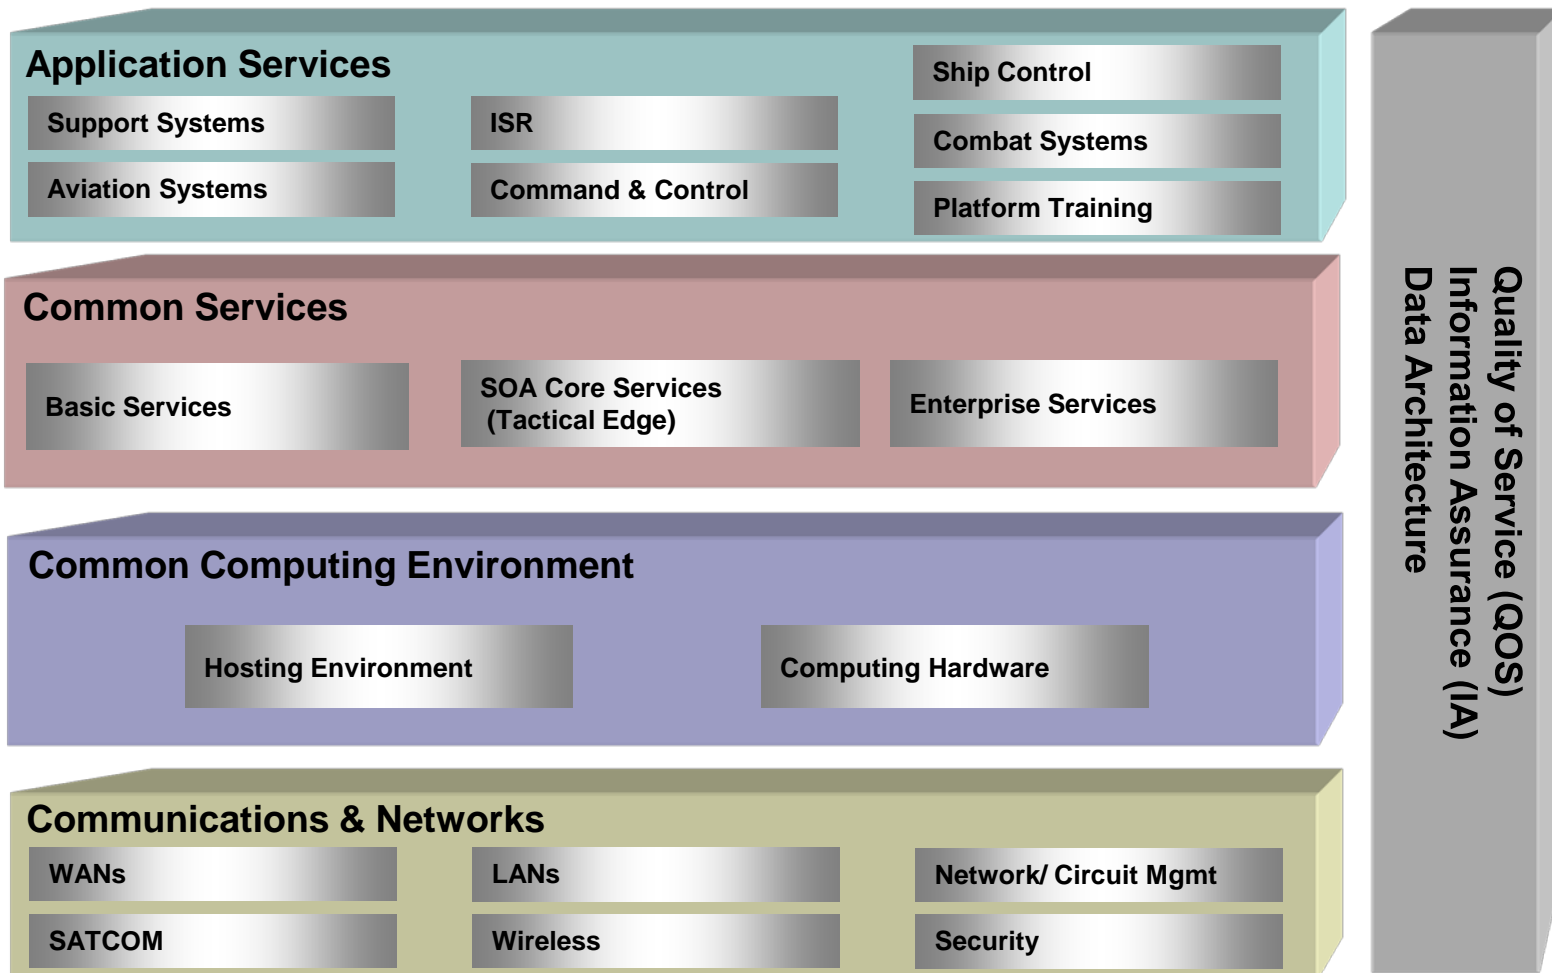 Application Services
Support Systems
Aviation Systems
ISR
Command & Control
Ship Control
Combat Systems
Platform Training
Common Services
Basic Services
SOA Core Services
(Tactical Edge)
Enterprise Services
Common Computing Environment
Hosting Environment
Computing Hardware
Communications & Networks
WANs
SATCOM
LANs
Wireless
Network/ Circuit Mgmt
Security
Quality of Service (QOS)
Information Assurance (IA)
Data Architecture